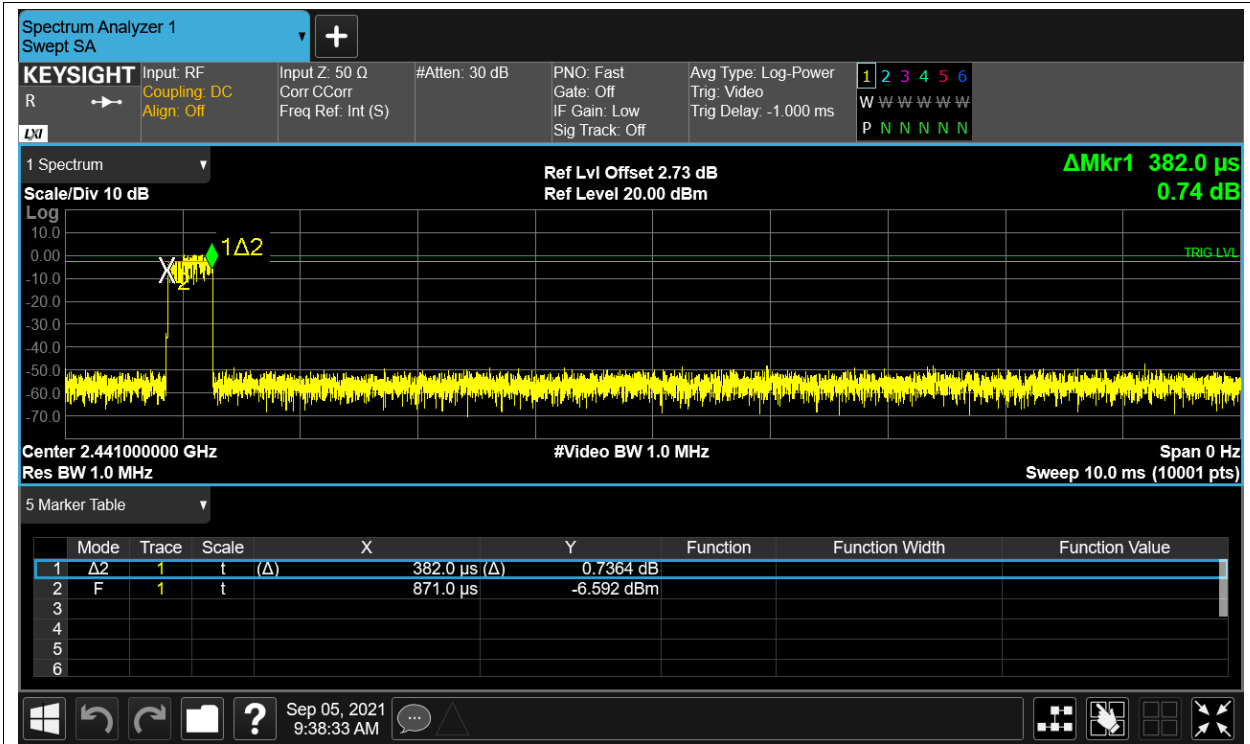 Spectrum Analyzer 1
Swept SA
KEYSIGHT Input: RF Input Z: 50 Ω #Atten: 30 dB PNO: Fast Avg Type: Log-Power 1 2 3 4 5 6
R Coupling: DC Corr CCorr Gate: Off Trig: Video W W W W W W
Align: Off Freq Ref: Int (S) IF Gain: Low Trig Delay: -1.000 ms
LXI Sig Track: Off P N N N N N
1 Spectrum Ref Lvl Offset 2.73 dB ΔMkr1 382.0 µs
Scale/Div 10 dB Ref Level 20.00 dBm 0.74 dB
Log
10.0
0.00
-10.0
-20.0
-30.0
-40.0
-50.0
-60.0
-70.0
1Δ2
X
2
TRIG LVL
Center 2.441000000 GHz #Video BW 1.0 MHz Span 0 Hz
Res BW 1.0 MHz Sweep 10.0 ms (10001 pts)
5 Marker Table
Mode Trace Scale X Y Function Function Width Function Value
1 Δ2 1 t (Δ) 382.0 µs (Δ) 0.7364 dB
2 F 1 t 871.0 µs -6.592 dBm
3
4
5
6
? Sep 05, 2021
9:38:33 AM